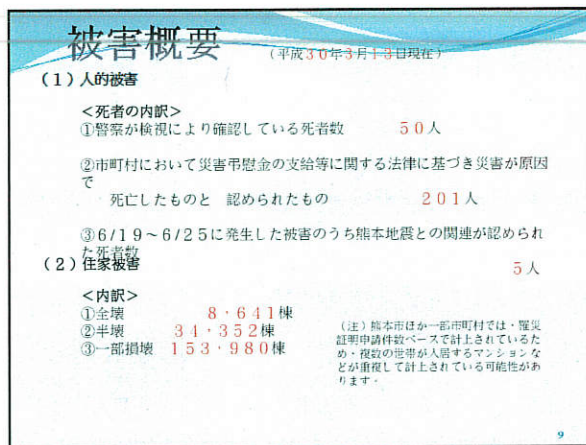 被害概要
(平成30年3月13日現在)
(1)人的被害
<死者の内訳>
①警察が検視により確認している死者数 50人
②市町村において災害弔慰金の支給等に関する法律に基づき災害が原因
で
死亡したものと 認められたもの 201人
③6/19~6/25に発生した被害のうち熊本地震との関連が認められ
た死者数
5人
(2)住家被害
<内訳>
①全壊 8,641棟
②半壊 34,352棟
③一部損壊 153,980棟
(注)熊本市ほか一部市町村では、罹災
証明申請件数ベースで計上されているた
め、複数の世帯が入居するマンションな
どが重複して計上されている可能性があ
ります。
9